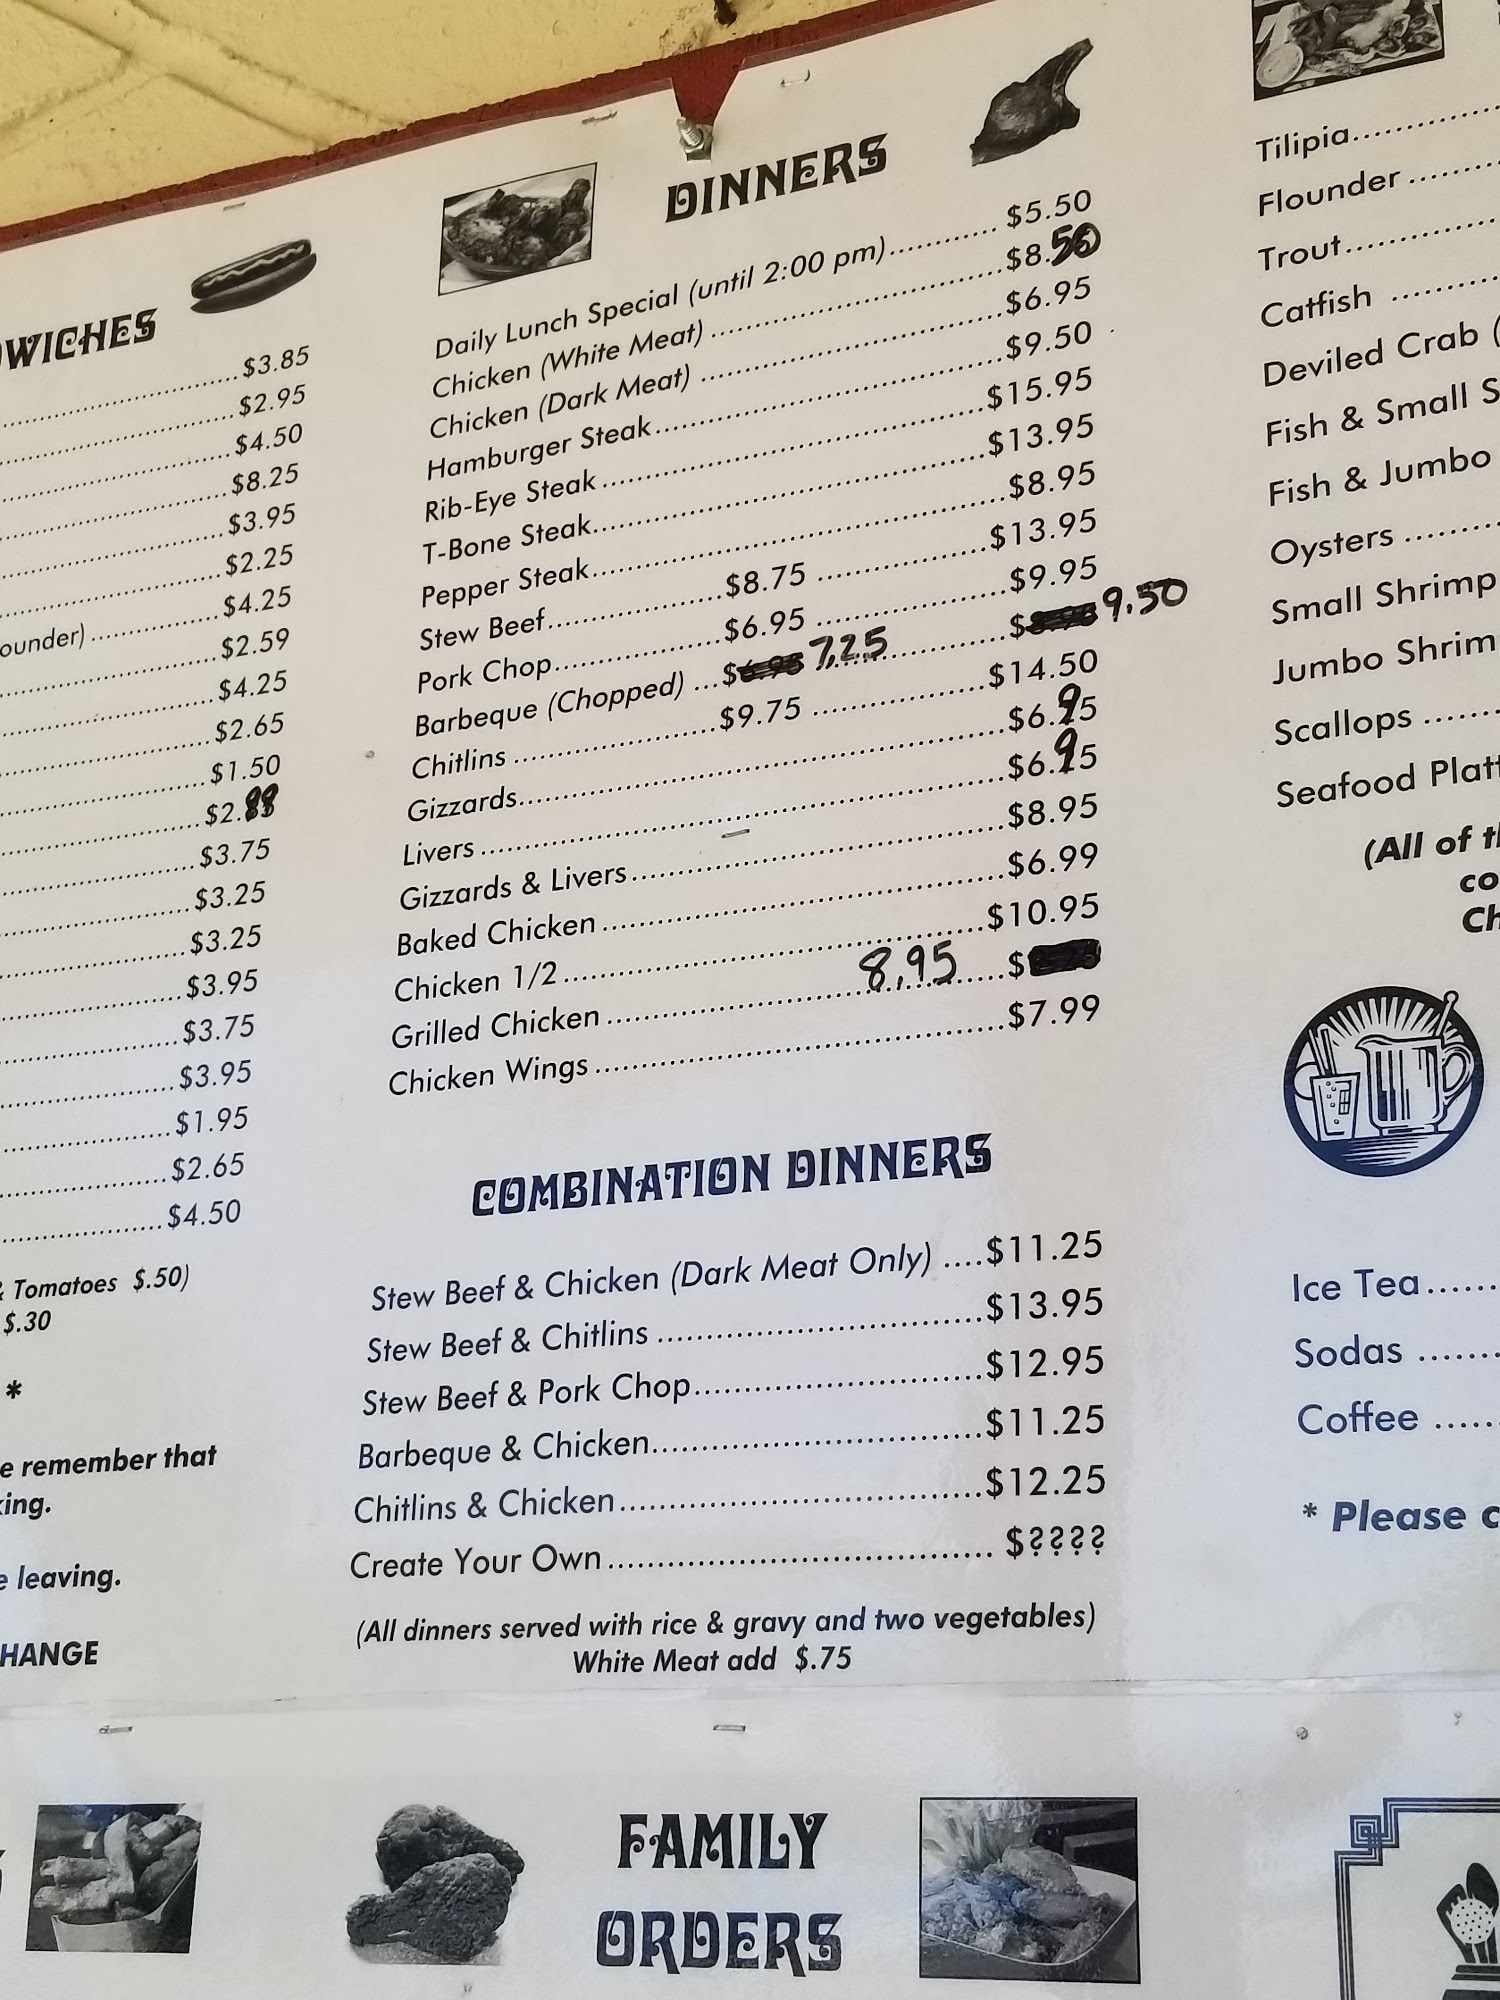 WICHES
$3.85
$2.95
$4.50
$8.25
$3.95
$2.25
ounder) $4.25
$2.59
$4.25
$2.65
$1.50
$2.99
$3.75
$3.25
$3.25
$3.95
$3.75
$3.95
$1.95
$2.65
$4.50
& Tomatoes $.50)
$.30
*
e remember that
king.
e leaving.
HANGE
DINNERS
Daily Lunch Special (until 2:00 pm) $5.50
Chicken (White Meat) $8.50
Chicken (Dark Meat) $6.95
Hamburger Steak $9.50
Rib-Eye Steak $15.95
T-Bone Steak $13.95
Pepper Steak $8.95
Stew Beef $8.75 $13.95
Pork Chop $6.95 $9.95
Barbeque (Chopped) $6.95 7.25 $8.95 9.50
Chitlins $9.75 $14.50
Gizzards $6.95
Livers $6.95
Gizzards & Livers $8.95
Baked Chicken $6.99
Chicken 1/2 $10.95
Grilled Chicken 8.95 $
Chicken Wings $7.99
COMBINATION DINNERS
Stew Beef & Chicken (Dark Meat Only) $11.25
Stew Beef & Chitlins $13.95
Stew Beef & Pork Chop $12.95
Barbeque & Chicken $11.25
Chitlins & Chicken $12.25
Create Your Own $????
(All dinners served with rice & gravy and two vegetables)
White Meat add $.75
Tilipia
Flounder
Trout
Catfish
Deviled Crab (
Fish & Small S
Fish & Jumbo
Oysters
Small Shrimp
Jumbo Shrim
Scallops
Seafood Platt
(All of th
co
Ch
Ice Tea
Sodas
Coffee
* Please c
FAMILY
ORDERS